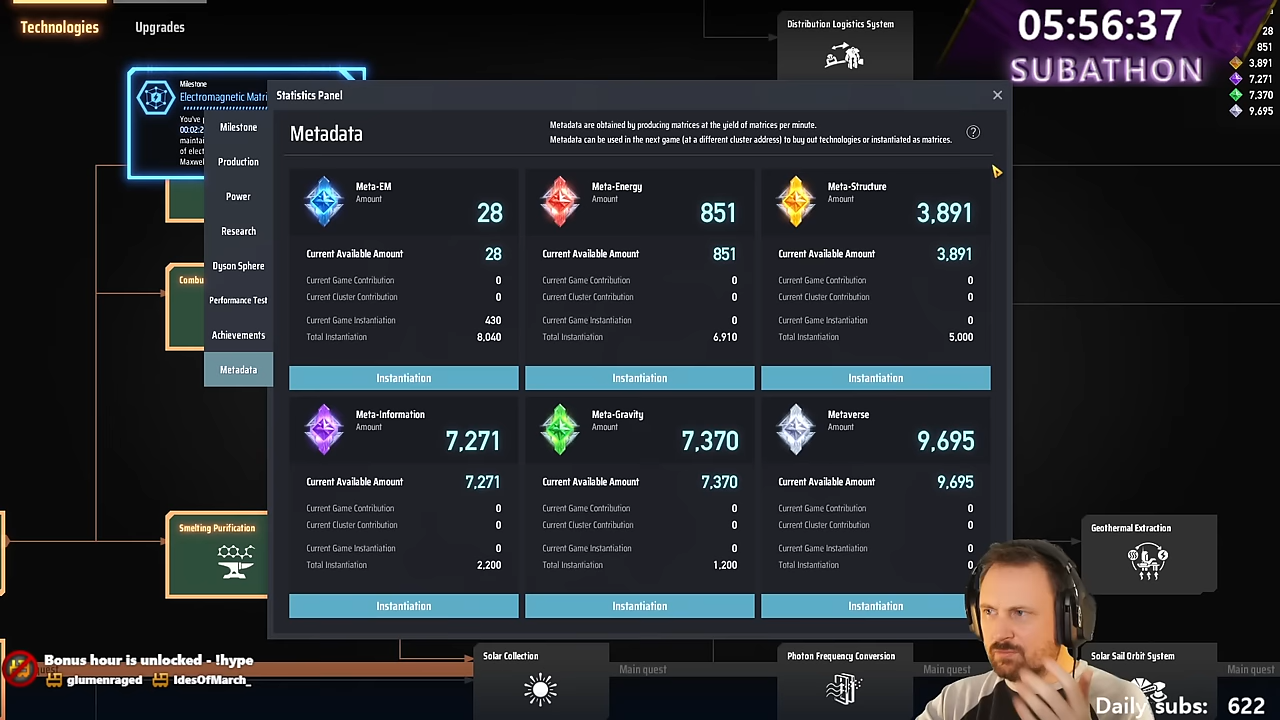 Technologies
Upgrades
Distribution Logistics System
05:56:37
SUBATHON
28
851
3,891
7,271
7,370
9,695
Milestone
Electromagnetic Matri
You've
00:02:2
maintai
of elect
Maxwel
Combu
Smelting Purification
Statistics Panel
Milestone
Production
Power
Research
Dyson Sphere
Performance Test
Achievements
Metadata
Metadata
Metadata are obtained by producing matrices at the yield of matrices per minute.
Metadata can be used in the next game (at a different cluster address) to buy out technologies or instantiated as matrices.
?
Meta-EM
Amount
28
Current Available Amount 28
Current Game Contribution 0
Current Cluster Contribution 0
Current Game Instantiation 430
Total Instantiation 8,040
Instantiation
Meta-Energy
Amount
851
Current Available Amount 851
Current Game Contribution 0
Current Cluster Contribution 0
Current Game Instantiation 0
Total Instantiation 6,910
Instantiation
Meta-Structure
Amount
3,891
Current Available Amount 3,891
Current Game Contribution 0
Current Cluster Contribution 0
Current Game Instantiation 0
Total Instantiation 5,000
Instantiation
Meta-Information
Amount
7,271
Current Available Amount 7,271
Current Game Contribution 0
Current Cluster Contribution 0
Current Game Instantiation 0
Total Instantiation 2,200
Instantiation
Meta-Gravity
Amount
7,370
Current Available Amount 7,370
Current Game Contribution 0
Current Cluster Contribution 0
Current Game Instantiation 0
Total Instantiation 1,200
Instantiation
Metaverse
Amount
9,695
Current Available Amount 9,695
Current Game Contribution 0
Current Cluster Contribution 0
Current Game Instantiation 0
Total Instantiation
Instantiation
Geothermal Extraction
Bonus hour is unlocked - !hype
glumenraged IdesOfMarch_
Solar Collection
Main quest
Photon Frequency Conversion
Main quest
Solar Sail Orbit System
Main quest
Daily subs: 622